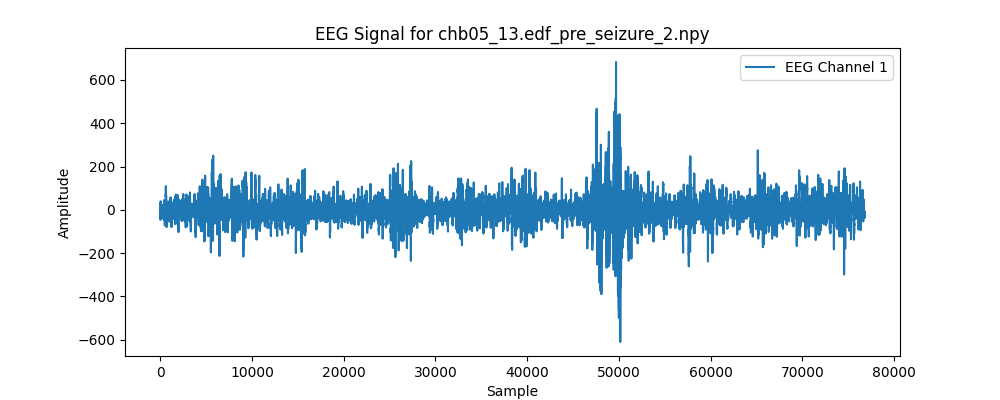 EEG Signal for chb05_13.edf_pre_seizure_2.npy
EEG Channel 1
Amplitude
600
400
200
0
−200
−400
−600
0 10000 20000 30000 40000 50000 60000 70000 80000
Sample